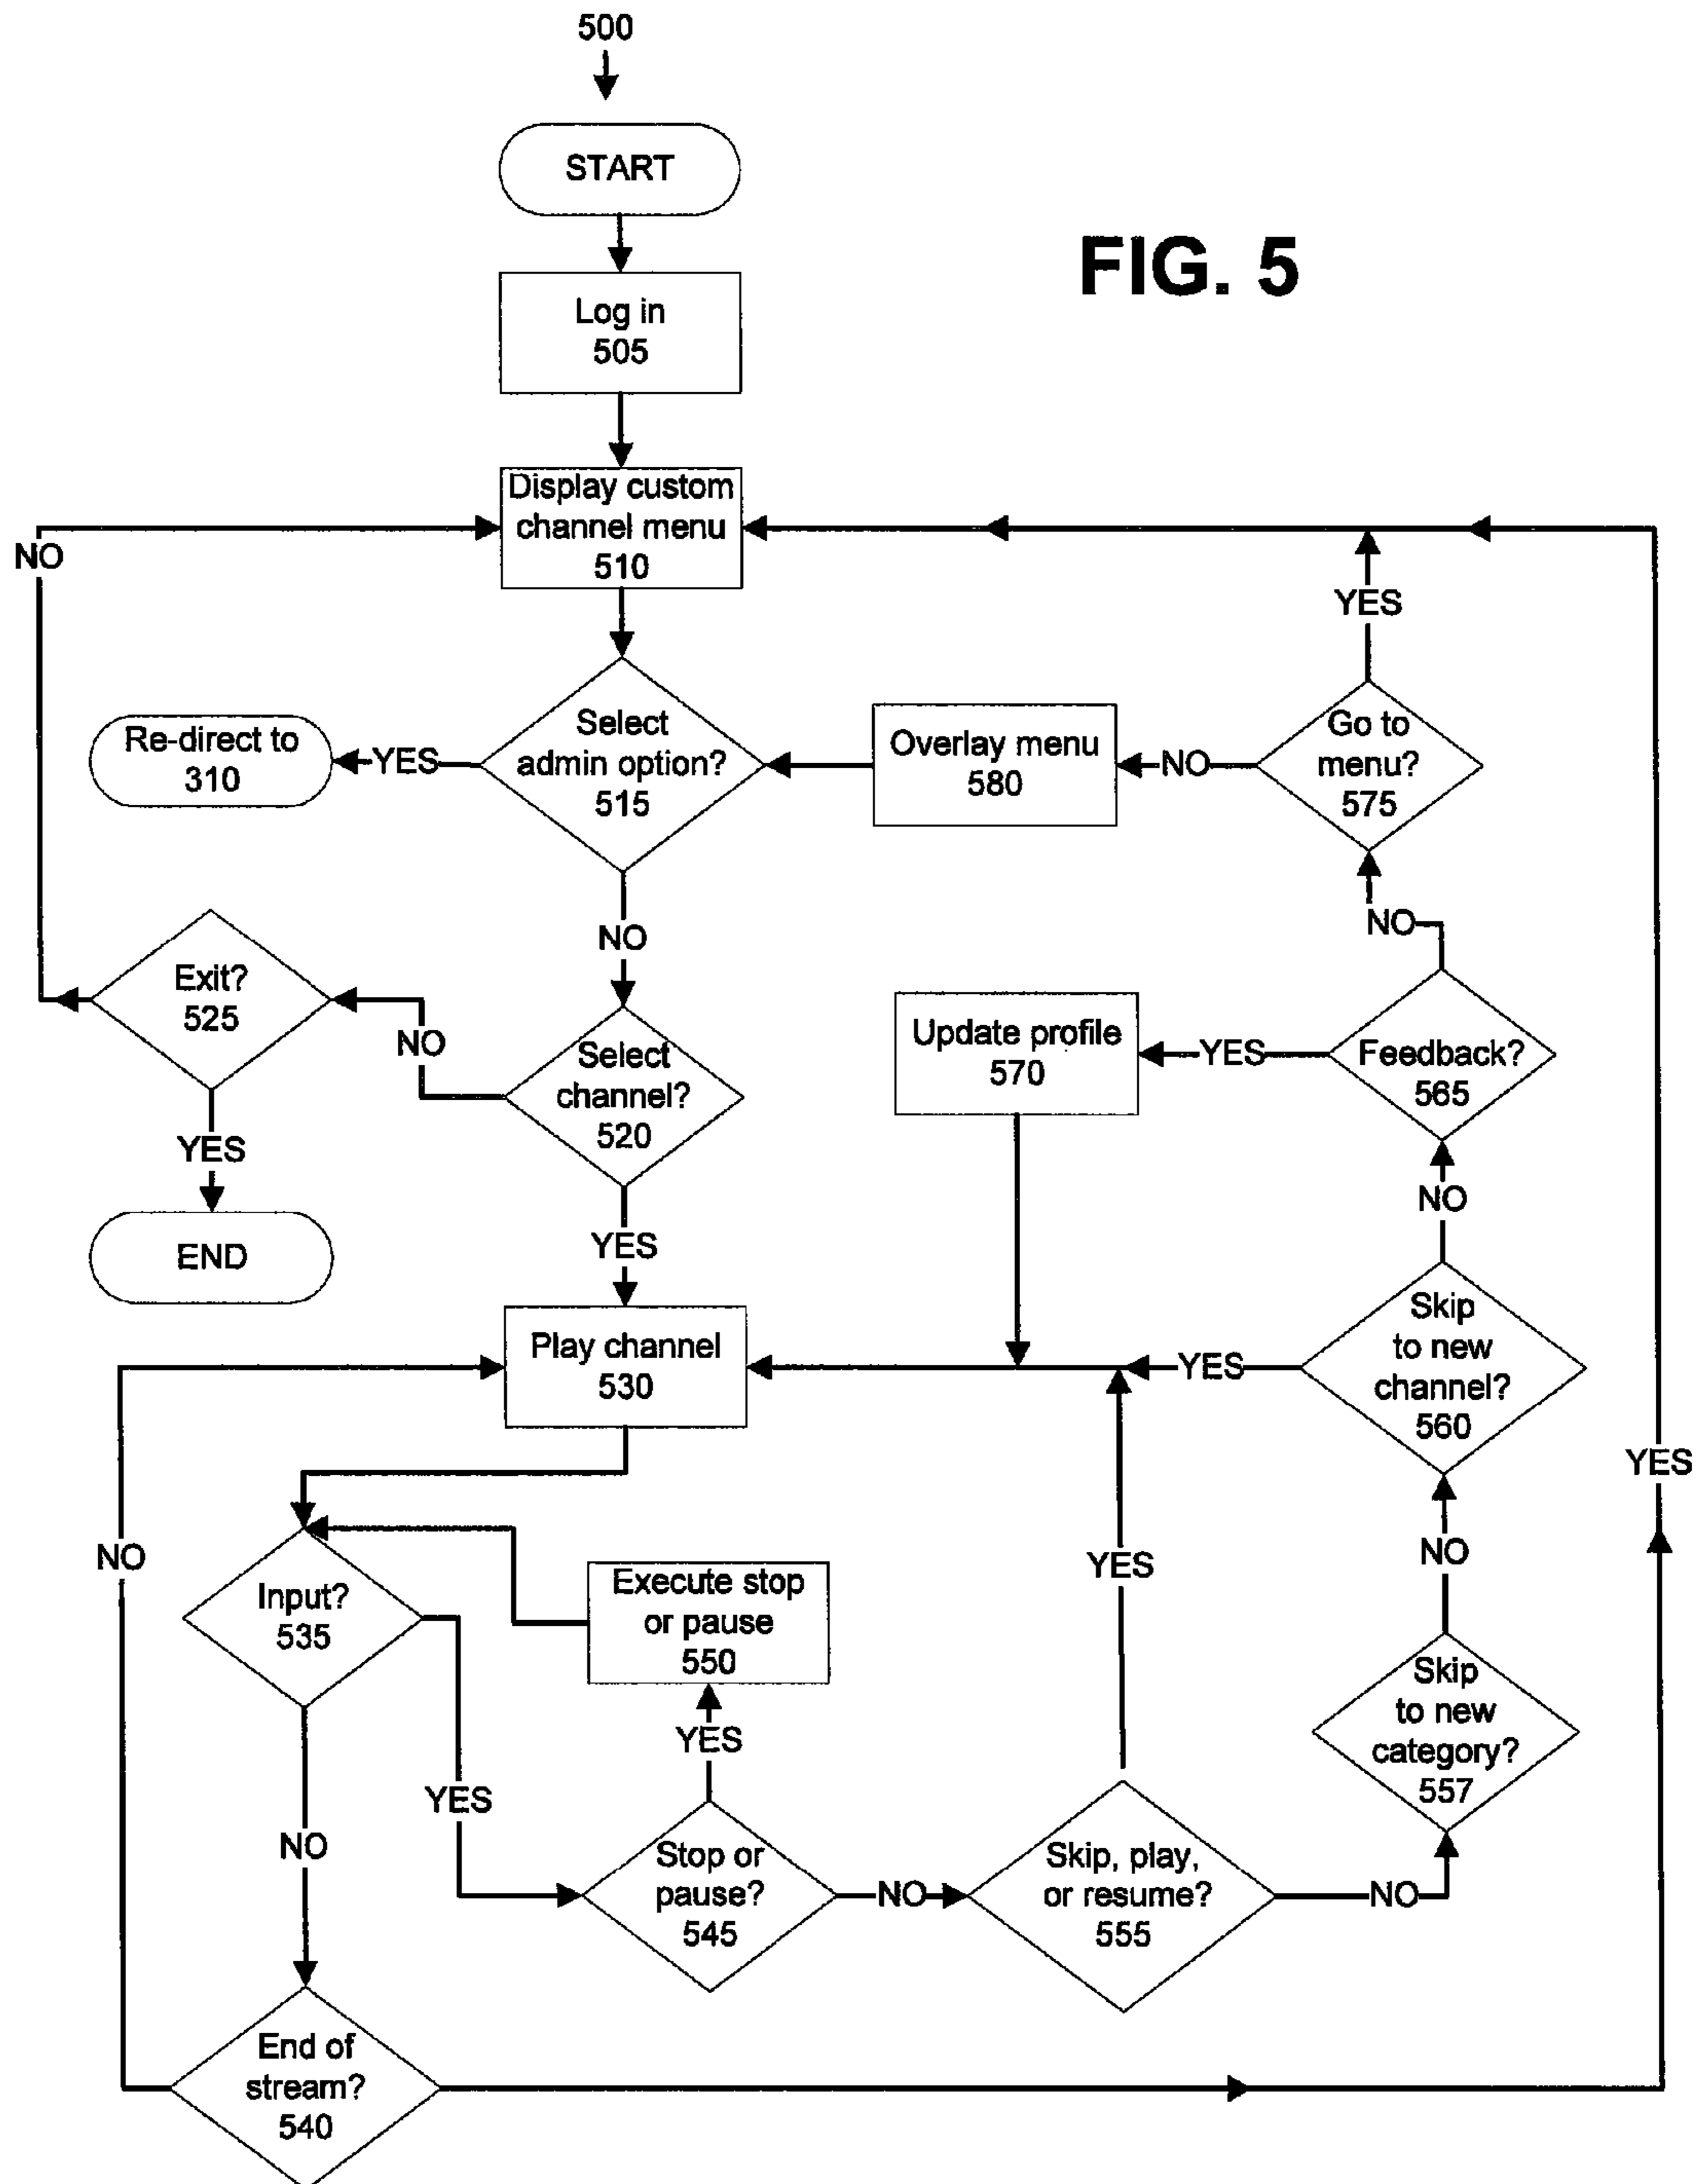 500
START
FIG. 5
Log in
505
Display custom
channel menu
510
NO
YES
Select
admin option?
515
Re-direct to
310
YES
Overlay menu
580
NO
Go to
menu?
575
NO
NO
Exit?
525
NO
Select
channel?
520
Update profile
570
YES
Feedback?
565
YES
NO
END
YES
Skip
to new
channel?
560
Play channel
530
YES
YES
NO
YES
NO
Input?
535
Execute stop
or pause
550
Skip
to new
category?
557
YES
YES
NO
Stop or
pause?
545
NO
Skip, play,
or resume?
555
NO
End of
stream?
540